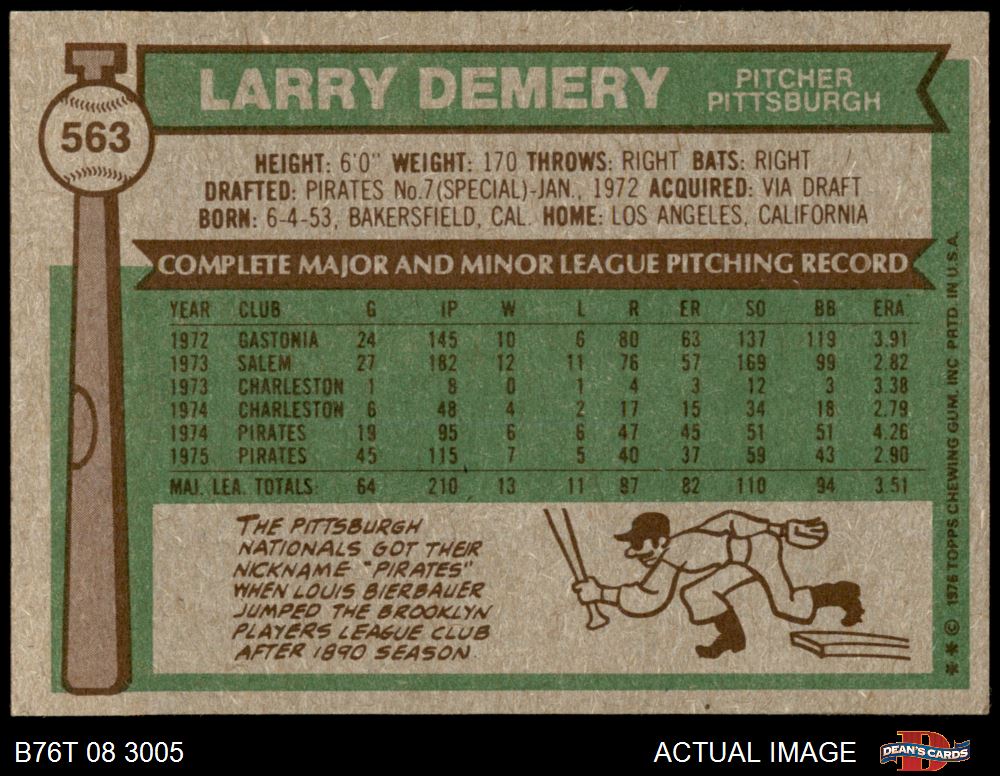 563
LARRY DEMERY
PITCHER
PITTSBURGH
HEIGHT: 6'0" WEIGHT: 170 THROWS: RIGHT BATS: RIGHT
DRAFTED: PIRATES No.7(SPECIAL)-JAN., 1972 ACQUIRED: VIA DRAFT
BORN: 6-4-53, BAKERSFIELD, CAL. HOME: LOS ANGELES, CALIFORNIA
COMPLETE MAJOR AND MINOR LEAGUE PITCHING RECORD
YEAR CLUB G IP W L R ER SO BB ERA
1972 GASTONIA 24 145 10 6 80 63 137 119 3.91
1973 SALEM 27 182 12 11 76 57 169 99 2.82
1973 CHARLESTON 1 8 0 1 4 3 12 3 3.38
1974 CHARLESTON 6 48 4 2 17 15 34 18 2.79
1974 PIRATES 19 95 6 6 47 45 51 51 4.26
1975 PIRATES 45 115 7 5 40 37 59 43 2.90
MAJ. LEA. TOTALS 64 210 13 11 87 82 110 94 3.51
THE PITTSBURGH
NATIONALS GOT THEIR
NICKNAME "PIRATES"
WHEN LOUIS BIERBAUER
JUMPED THE BROOKLYN
PLAYERS LEAGUE CLUB
AFTER 1890 SEASON.
** © 1976 TOPPS CHEWING GUM, INC. PRTD. IN U.S.A.
B76T 08 3005
ACTUAL IMAGE
DEAN'S CARDS